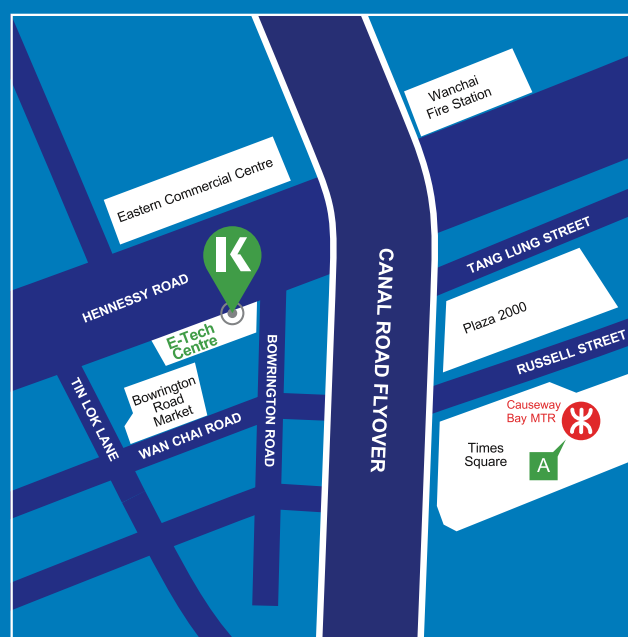 Wanchai
Fire Station
Eastern Commercial Centre
TANG LUNG STREET
HENNESSY ROAD
K
CANAL ROAD FLYOVER
Plaza 2000
E-Tech
Centre
RUSSELL STREET
BOWRINGTON ROAD
TIN LOK LANE
Bowrington
Road
Market
WAN CHAI ROAD
Causeway
Bay MTR
Times
Square
A